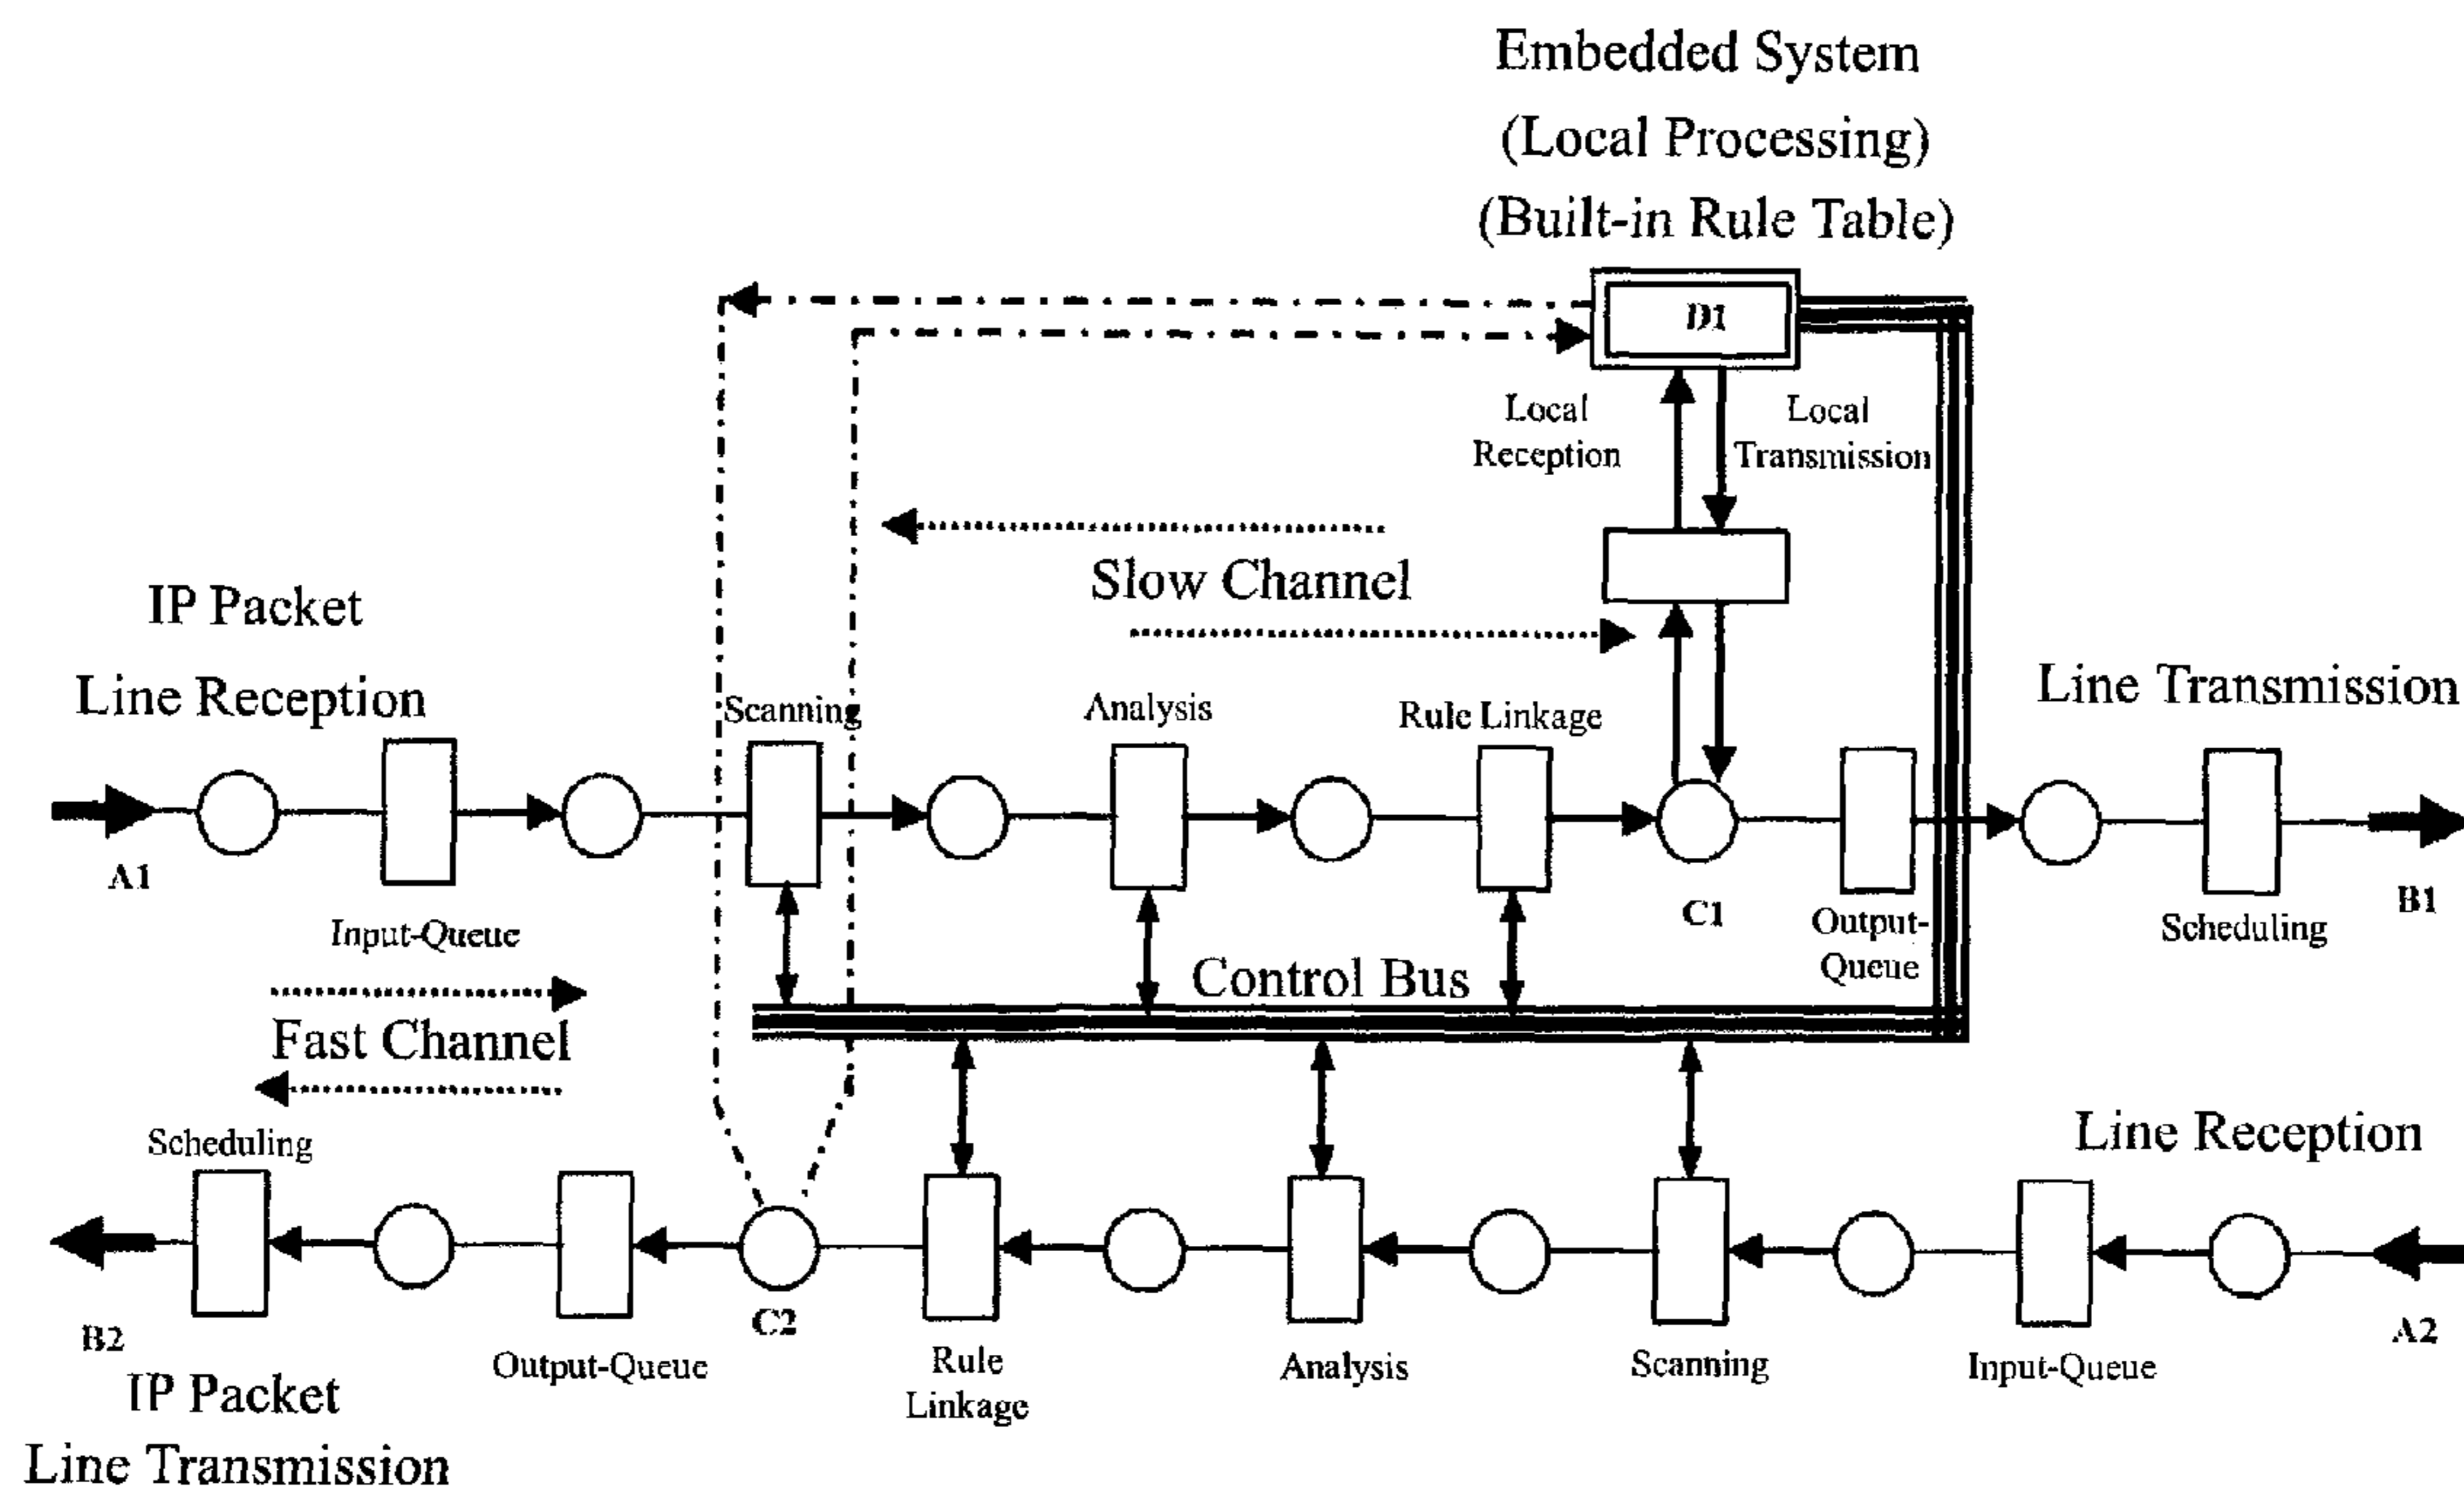 Embedded System
(Local Processing)
(Built-in Rule Table)
D1
Local
Reception
Local
Transmission
Slow Channel
IP Packet
Line Reception
Scanning
Analysis
Rule Linkage
Line Transmission
A1
Input-Queue
C1
Output-
Queue
Scheduling
B1
Control Bus
Fast Channel
Scheduling
Line Reception
B2
IP Packet
Line Transmission
Output-Queue
C2
Rule
Linkage
Analysis
Scanning
Input-Queue
A2